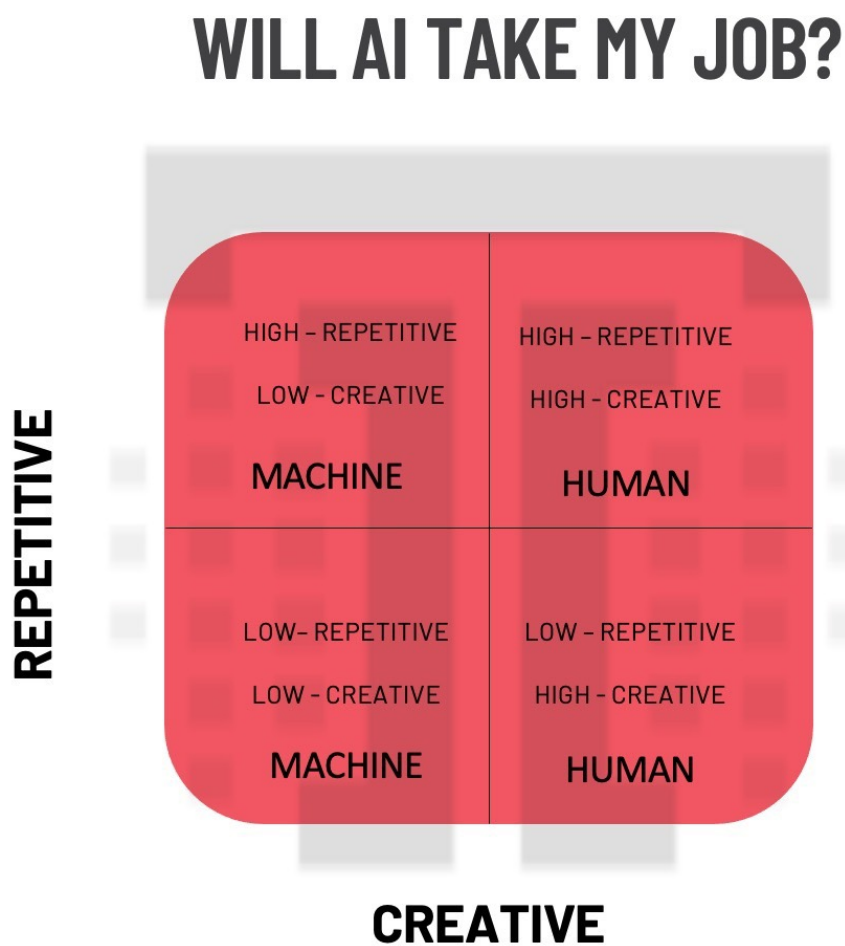 WILL AI TAKE MY JOB?
HIGH – REPETITIVE
LOW - CREATIVE
MACHINE
HIGH – REPETITIVE
HIGH - CREATIVE
HUMAN
REPETITIVE
LOW– REPETITIVE
LOW - CREATIVE
MACHINE
LOW – REPETITIVE
HIGH - CREATIVE
HUMAN
CREATIVE